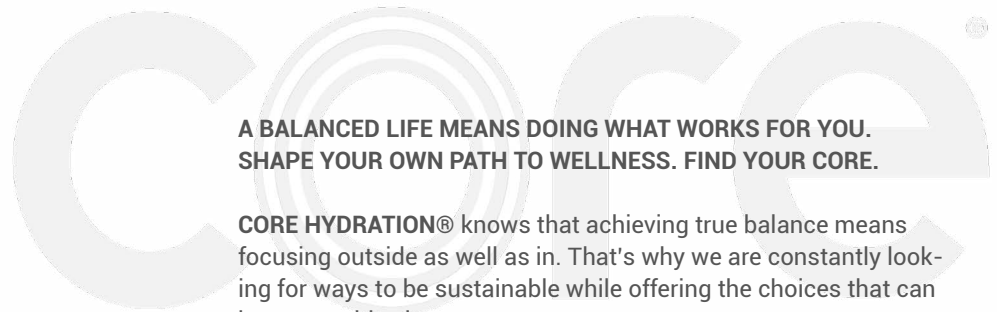 core®
A BALANCED LIFE MEANS DOING WHAT WORKS FOR YOU.
SHAPE YOUR OWN PATH TO WELLNESS. FIND YOUR CORE.
CORE HYDRATION® knows that achieving true balance means
focusing outside as well as in. That's why we are constantly look-
ing for ways to be sustainable while offering the choices that can